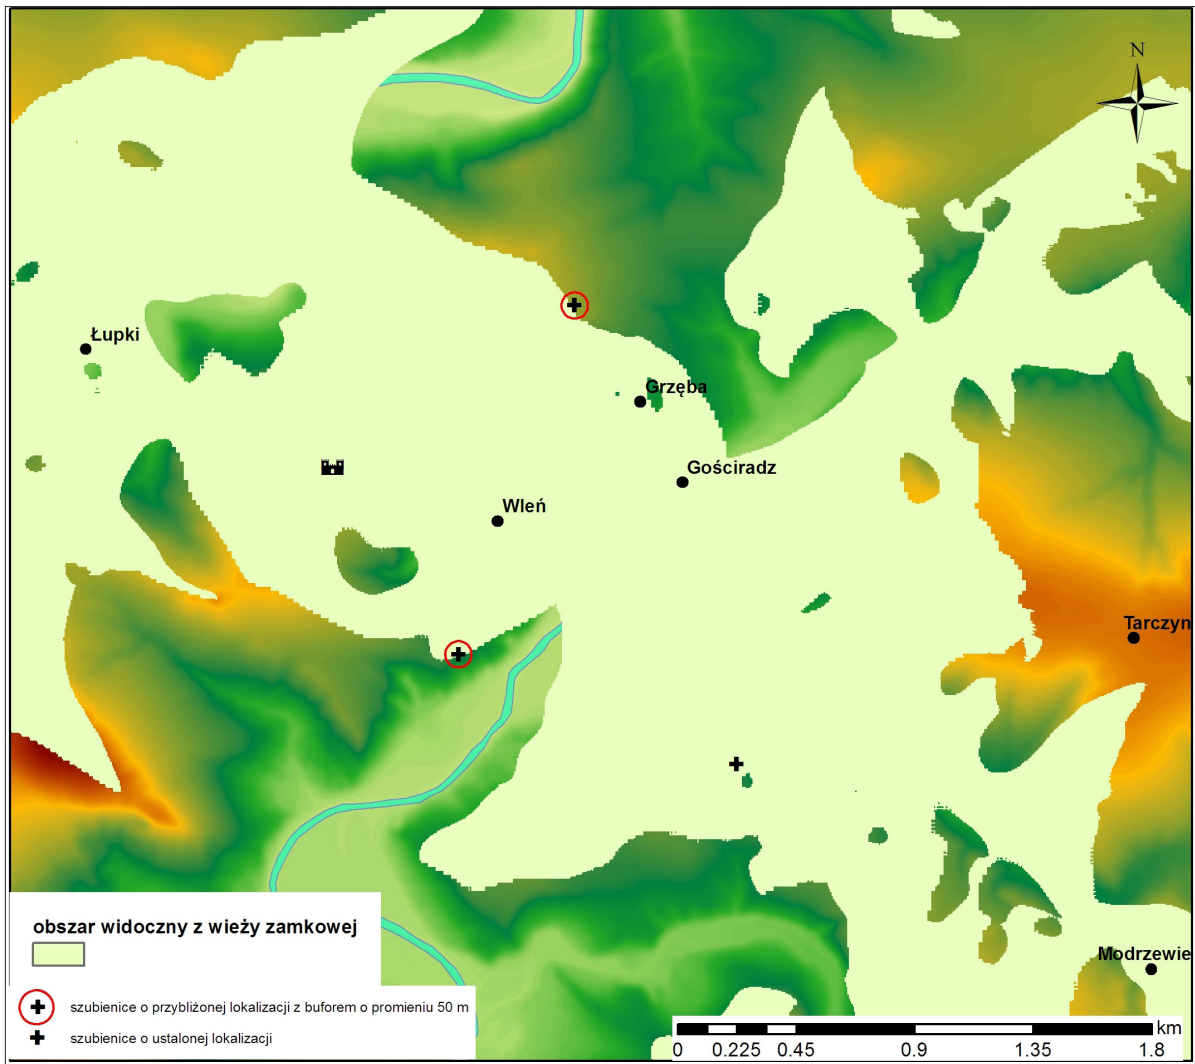 N
Łupki
Grzęba
Gościradz
Wleń
Tarczyn
obszar widoczny z wieży zamkowej
Modrzewie
szubienice o przybliżonej lokalizacji z buforem o promieniu 50 m
szubienice o ustalonej lokalizacji
km
0 0.225 0.45 0.9 1.35 1.8